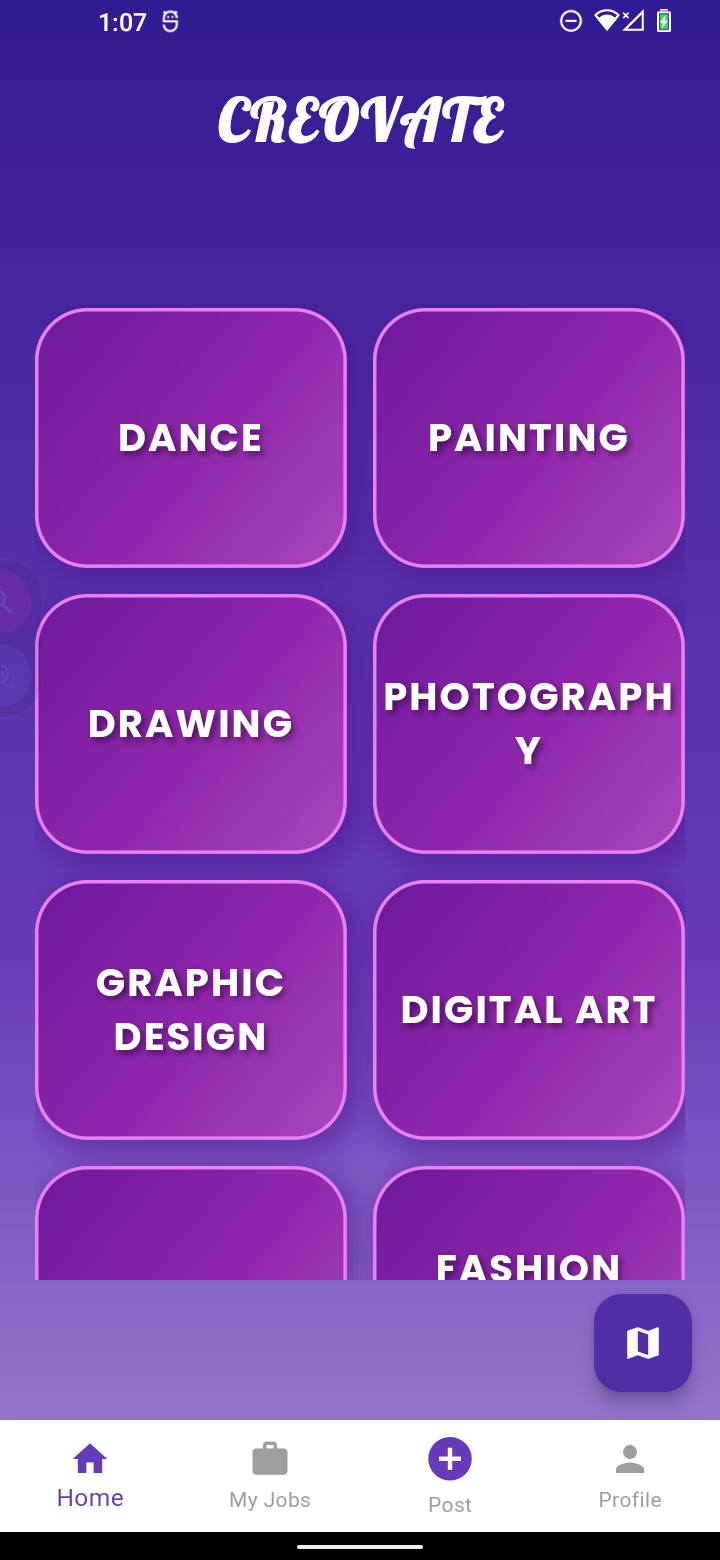 1:07
CREOVATE
DANCE
PAINTING
DRAWING
PHOTOGRAPH
Y
GRAPHIC
DESIGN
DIGITAL ART
FASHION
Home
My Jobs
Post
Profile